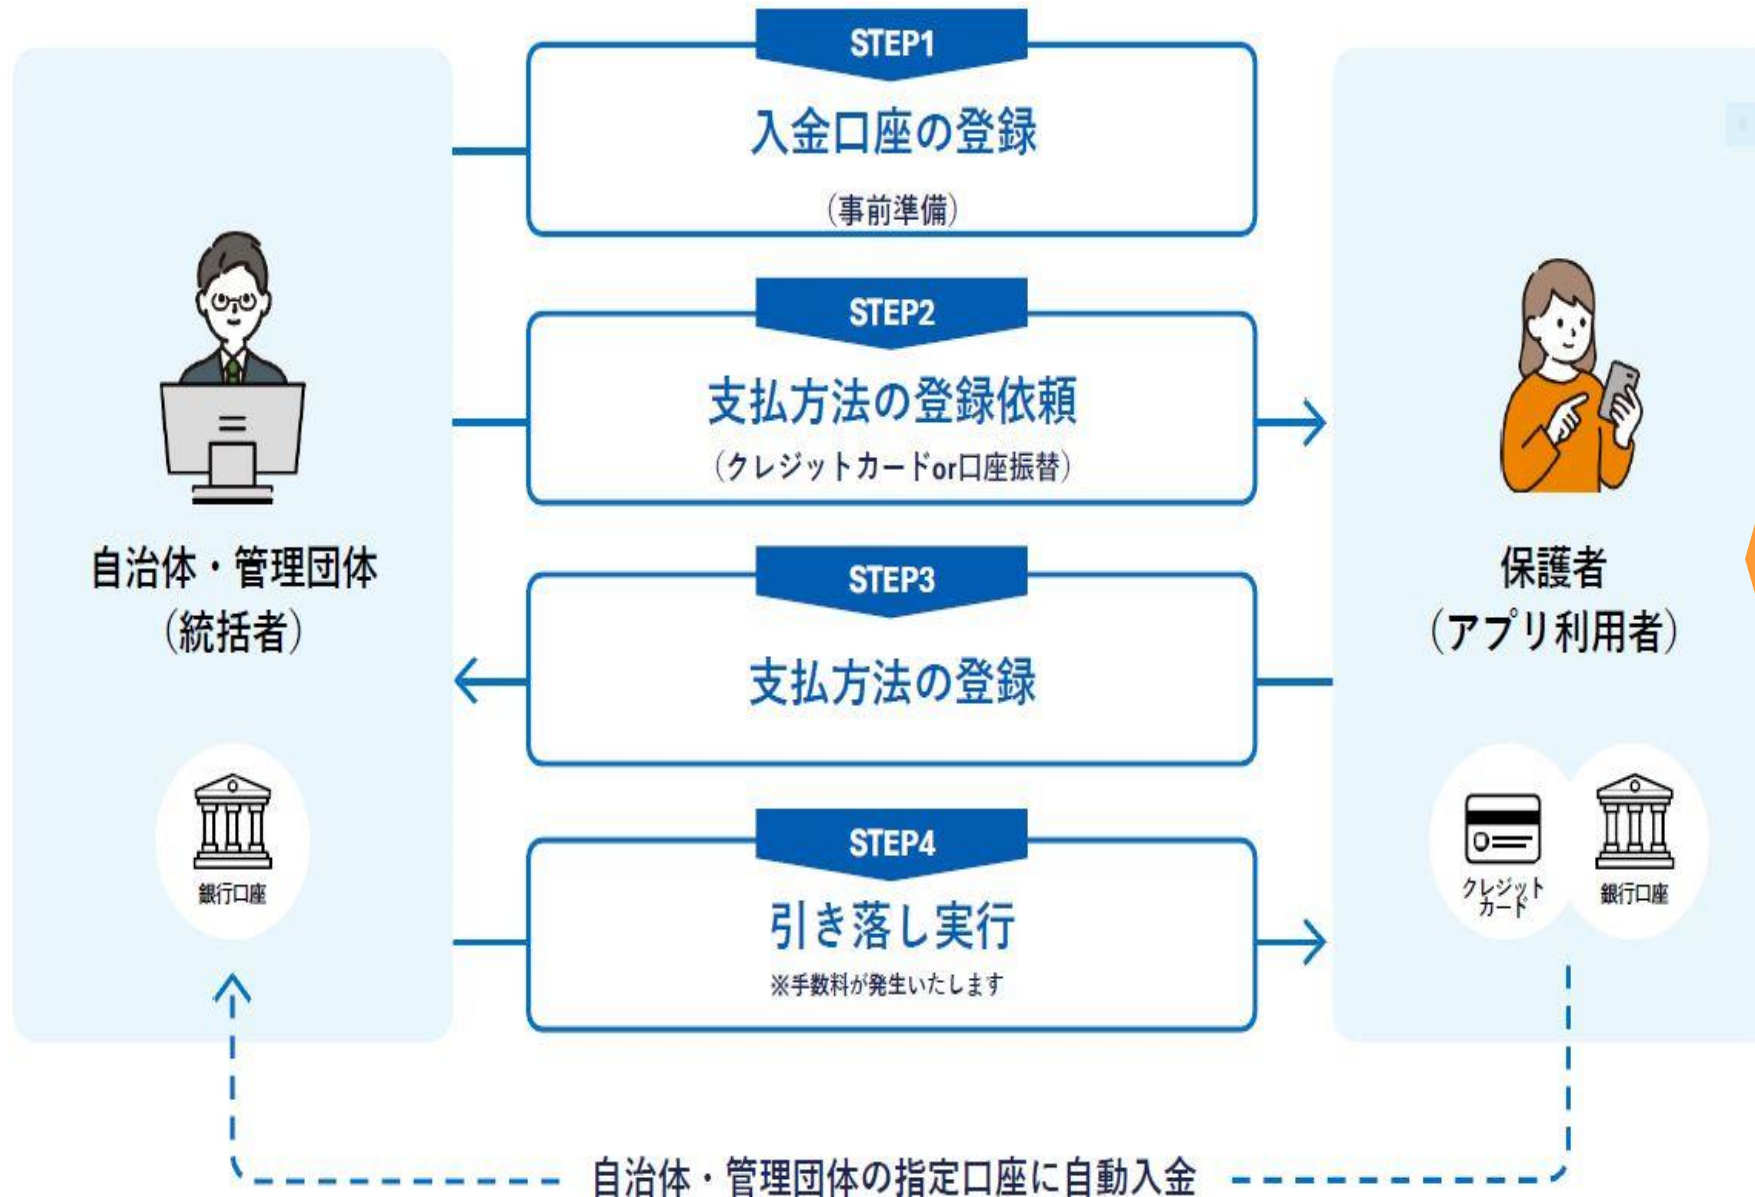 STEP1
入金口座の登録
（事前準備）
STEP2
支払方法の登録依頼
（クレジットカードor口座振替）
STEP3
支払方法の登録
STEP4
引き落し実行
※手数料が発生いたします
自治体・管理団体
（統括者）
銀行口座
保護者
（アプリ利用者）
クレジット
カード
銀行口座
自治体・管理団体の指定口座に自動入金